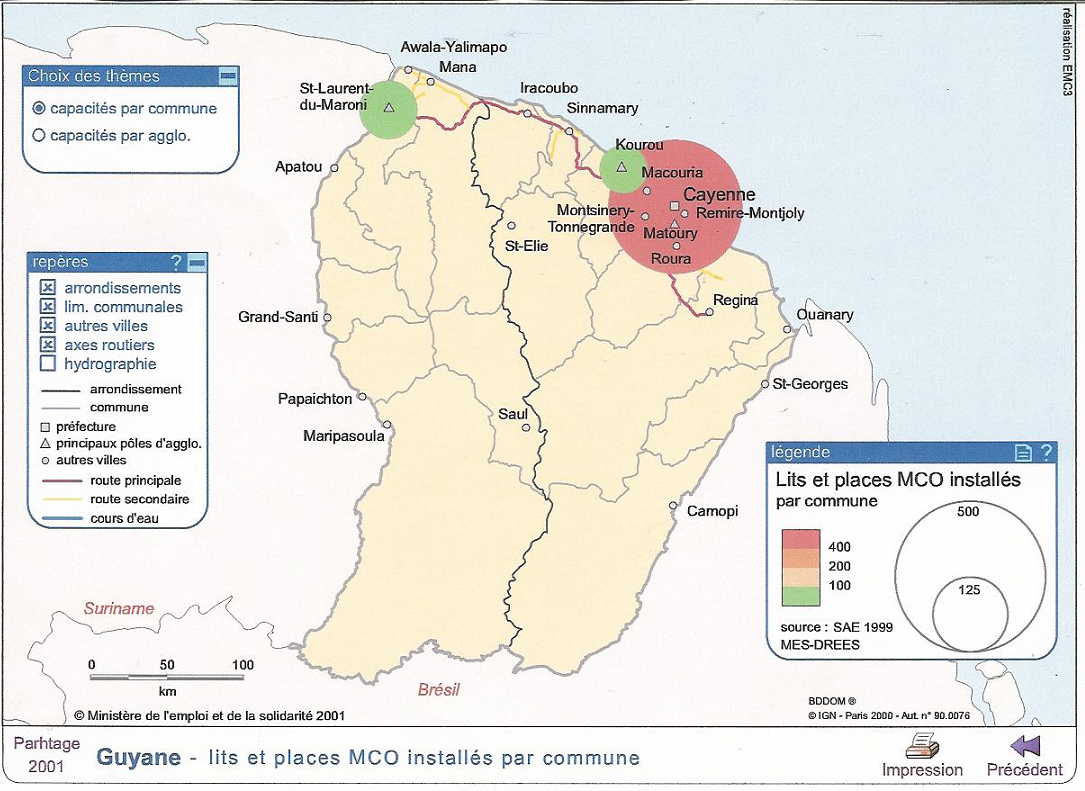 réalisation EMC3
Choix des thèmes
capacités par commune
capacités par agglo.
Awala-Yalimapo
Mana
St-Laurent-
du-Maroni
Iracoubo
Sinnamary
Kourou
Apatou
Macouria
Cayenne
Montsinery-
Tonnegrande
Remire-Montjoly
Matoury
St-Elie
Roura
repères ?
arrondissements
lim. communales
autres villes
axes routiers
hydrographie
arrondissement
commune
préfecture
principaux pôles d'agglo.
autres villes
route principale
route secondaire
cours d'eau
Regina
Grand-Santi
Ouanary
St-Georges
Papaichton
Saul
Maripasoula
Camopi
légende ?
Lits et places MCO installés
par commune
500
400
200
100
125
source : SAE 1999
MES-DREES
Suriname
0 50 100
km
Brésil
© Ministère de l'emploi et de la solidarité 2001
BDDOM ®
© IGN - Paris 2000 - Aut. n° 90.0076
Parhtage
2001
Guyane - lits et places MCO installés par commune
Impression
Précédent